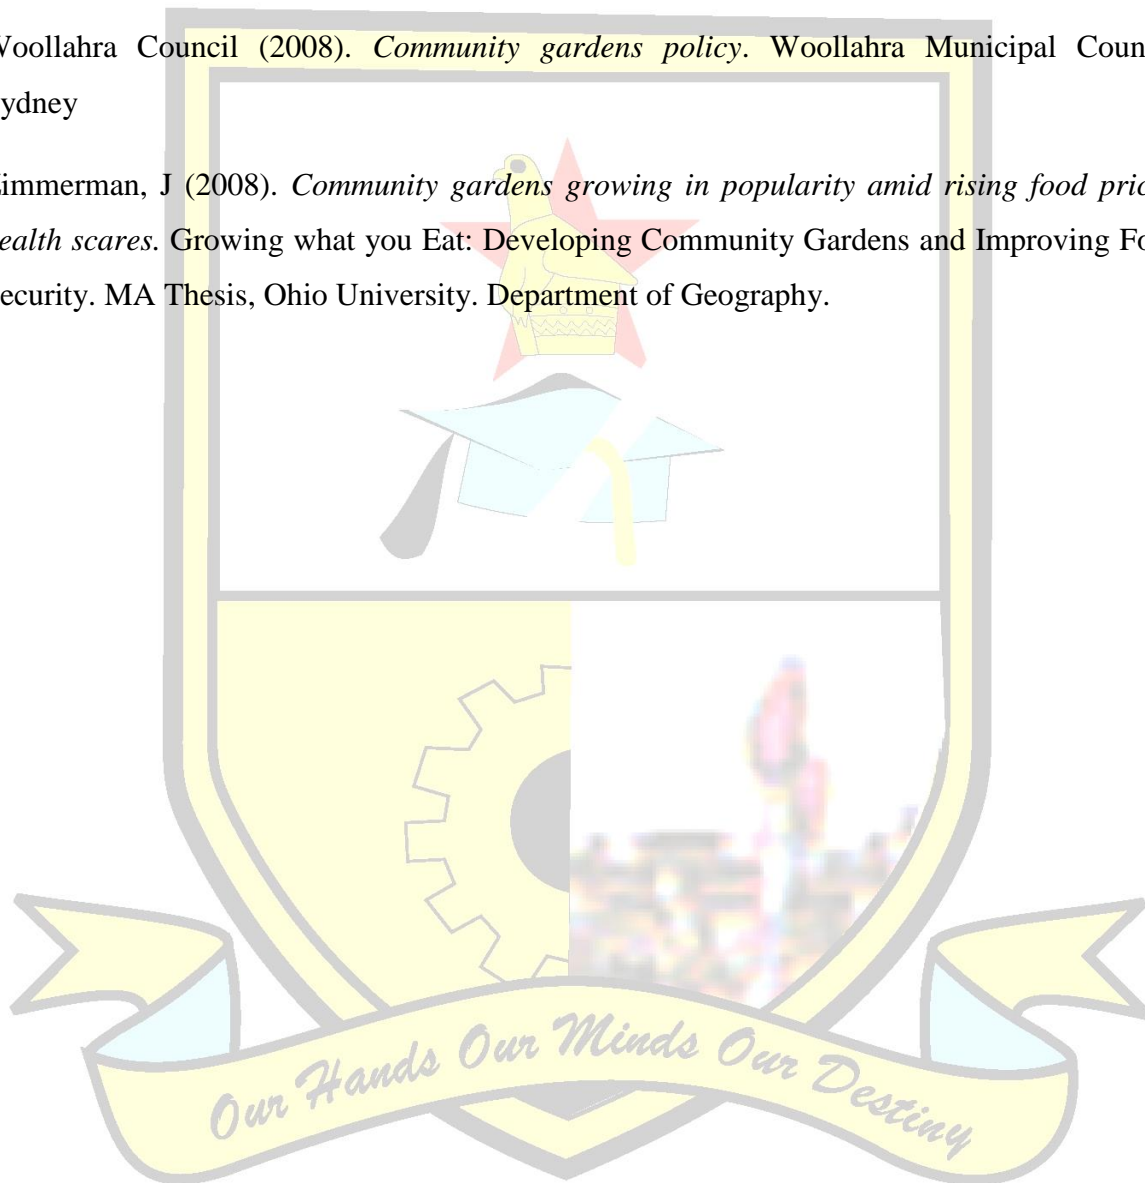 Woollahra Council (2008). Community gardens policy. Woollahra Municipal Coun
ydney
Zimmerman, J (2008). Community gardens growing in popularity amid rising food pric
ealth scares. Growing what you Eat: Developing Community Gardens and Improving Fo
ecurity. MA Thesis, Ohio University. Department of Geography.
Our Hands Our Minds Our Destiny